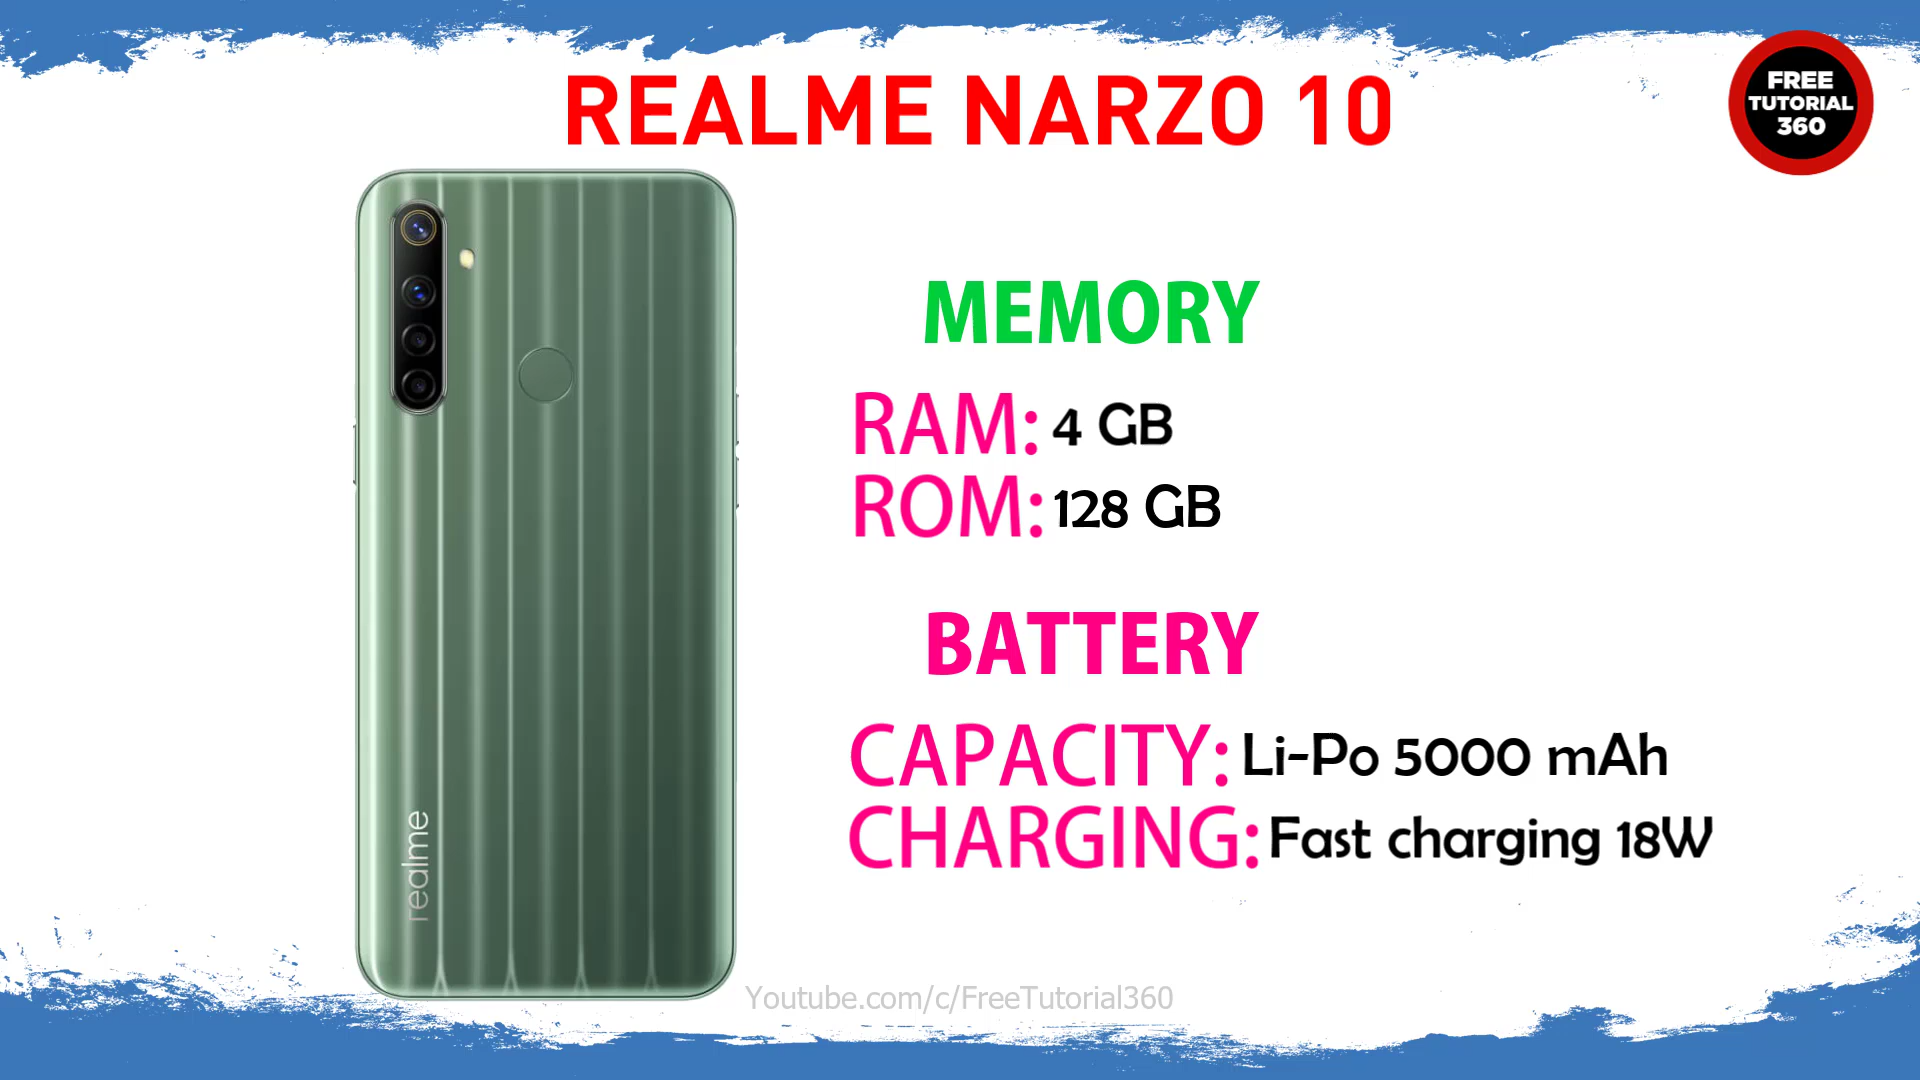 REALME NARZO 10
FREE
TUTORIAL
360
MEMORY
RAM: 4 GB
ROM: 128 GB
BATTERY
CAPACITY: Li-Po 5000 mAh
CHARGING: Fast charging 18W
realme
Youtube.com/c/FreeTutorial360